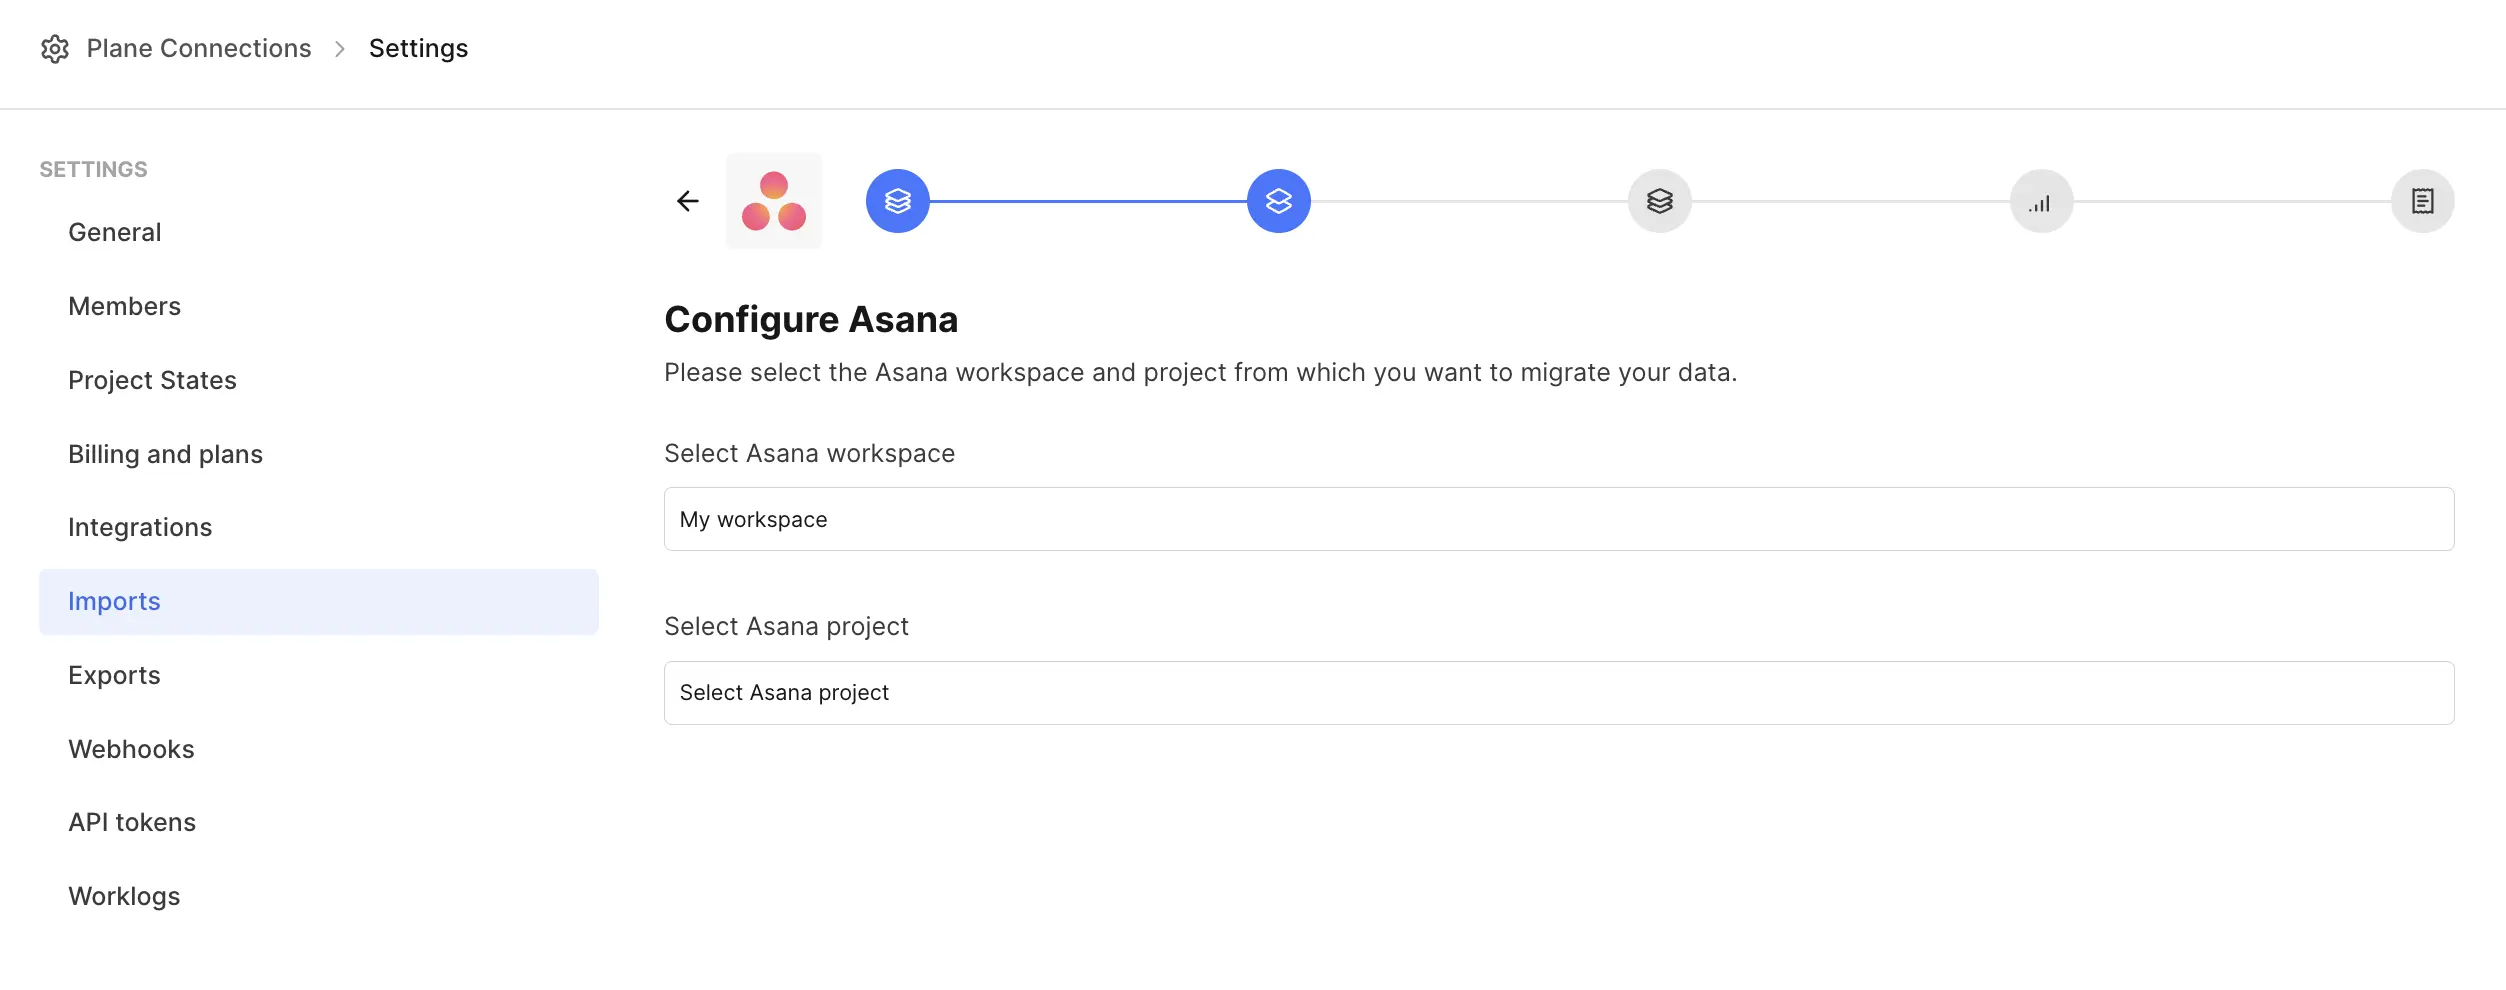 Plane Connections > Settings
SETTINGS
General
Members
Project States
Billing and plans
Integrations
Imports
Exports
Webhooks
API tokens
Worklogs
Configure Asana
Please select the Asana workspace and project from which you want to migrate your data.
Select Asana workspace
My workspace
Select Asana project
Select Asana project